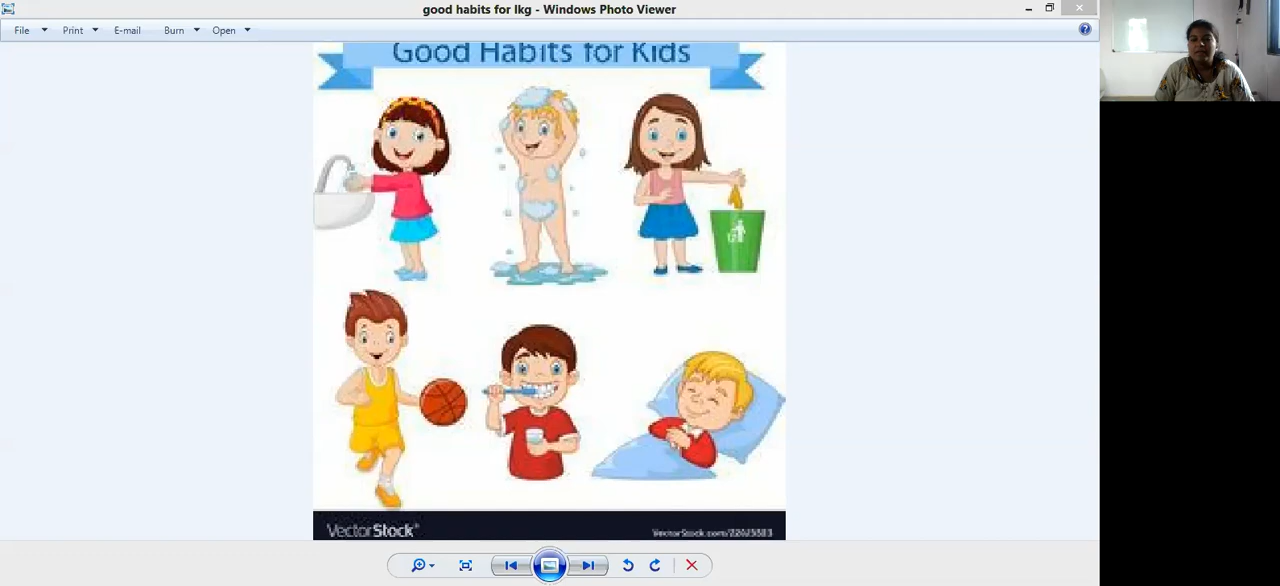 good habits for lkg - Windows Photo Viewer
File Print E-mail Burn Open
Good Habits for Kids
VectorStock®